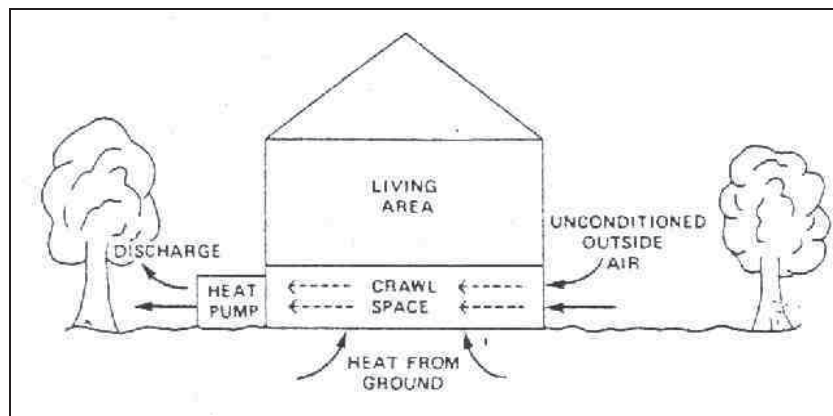 LIVING
AREA
UNCONDITIONED
OUTSIDE
AIR
DISCHARGE
HEAT
PUMP
CRAWL
SPACE
HEAT FROM
GROUND